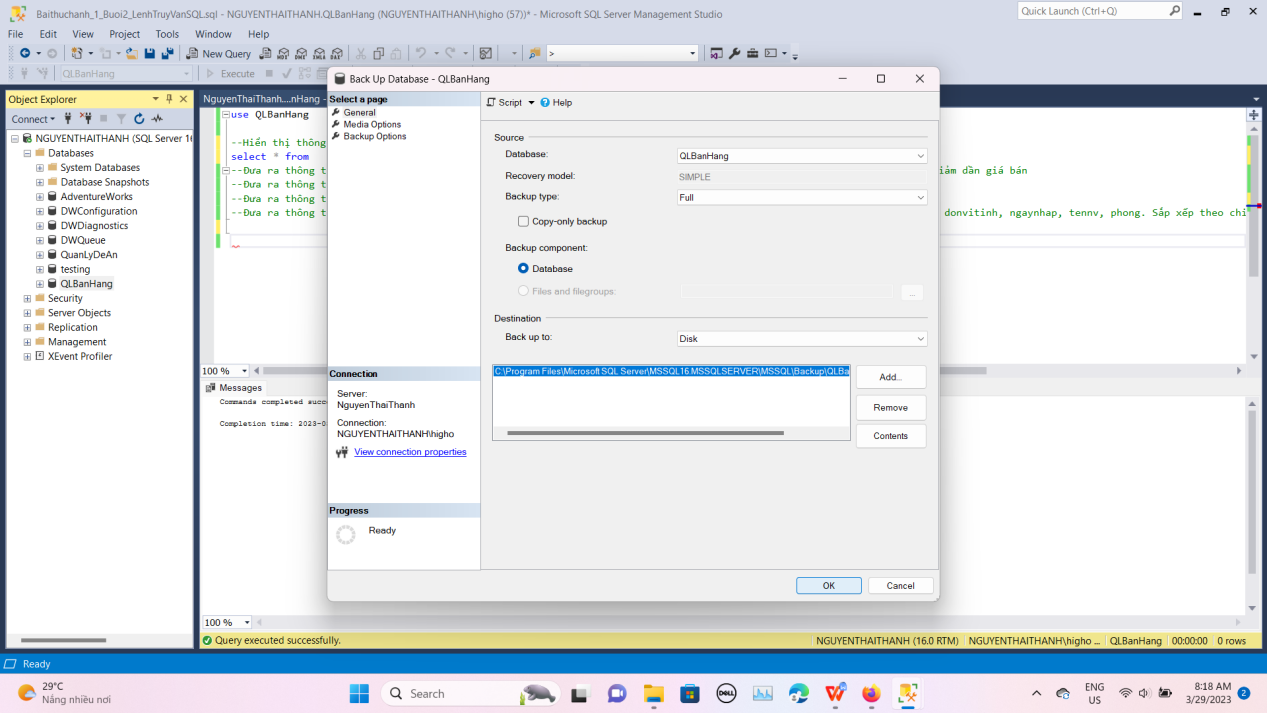 Baithuchanh_1_Buoi2_LenhTruyVanSQL.sql - NGUYENTHAITHANH.QLBanHang (NGUYENTHAITHANH\higho (57))* - Microsoft SQL Server Management Studio
Quick Launch (Ctrl+Q)
File Edit View Project Tools Window Help
New Query
MDX DMX XMLA DAX
>
QLBanHang
Execute
Object Explorer
Connect
NGUYENTHAITHANH (SQL Server 16
Databases
System Databases
Database Snapshots
AdventureWorks
DWConfiguration
DWDiagnostics
DWQueue
QuanLyDeAn
testing
QLBanHang
Security
Server Objects
Replication
Management
XEvent Profiler
NguyenThaiThanh....nHang -
use QLBanHang
--Hiển thị thông
select * from
--Đưa ra thông t
iảm dần giá bán
--Đưa ra thông t
--Đưa ra thông t
--Đưa ra thông t
donvitinh, ngaynhap, tennv, phong. Sắp xếp theo chi
100 %
Messages
Commands completed succe
Completion time: 2023-0
100 %
Query executed successfully.
NGUYENTHAITHANH (16.0 RTM)
NGUYENTHAITHANH\higho ...
QLBanHang
00:00:00
0 rows
Back Up Database - QLBanHang
Select a page
General
Media Options
Backup Options
Script
Help
Source
Database:
QLBanHang
Recovery model:
SIMPLE
Backup type:
Full
Copy-only backup
Backup component:
Database
Files and filegroups:
...
Destination
Back up to:
Disk
C:\Program Files\Microsoft SQL Server\MSSQL16.MSSQLSERVER\MSSQL\Backup\QLBa
Add...
Remove
Contents
Connection
Server:
NguyenThaiThanh
Connection:
NGUYENTHAITHANH\higho
View connection properties
Progress
Ready
OK
Cancel
Ready
29°C
Nắng nhiều nơi
Search
DELL
ENG
US
8:18 AM
3/29/2023
2